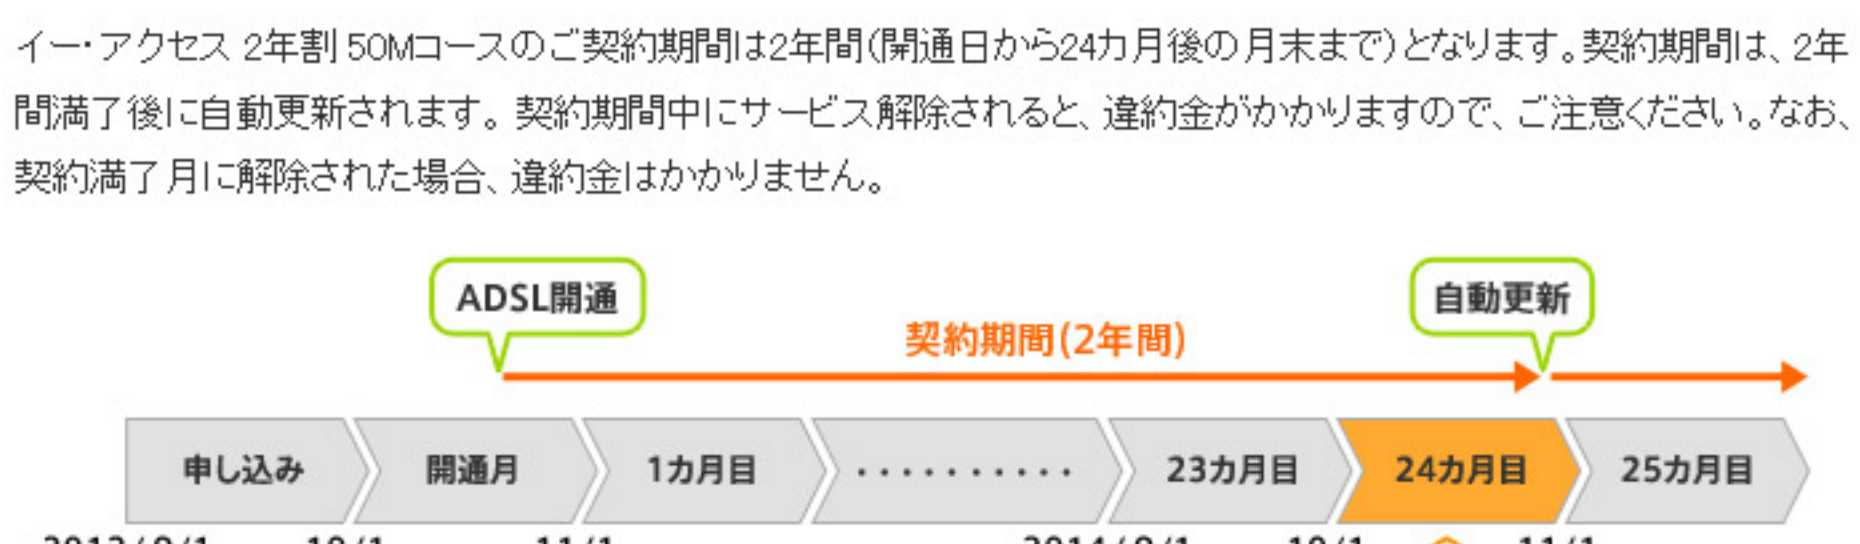 イー・アクセス 2年割 50Mコースのご契約期間は2年間(開通日から24カ月後の月末まで)となります。契約期間は、2年
間満了後に自動更新されます。契約期間中にサービス解除されると、違約金がかかりますので、ご注意ください。なお、
契約満了月に解除された場合、違約金はかかりません。
ADSL開通
自動更新
契約期間(2年間)
申し込み 開通月 1カ月目 ・・・・・・・・・・ 23カ月目 24カ月目 25カ月目
10/1 11/1 10/1 11/1